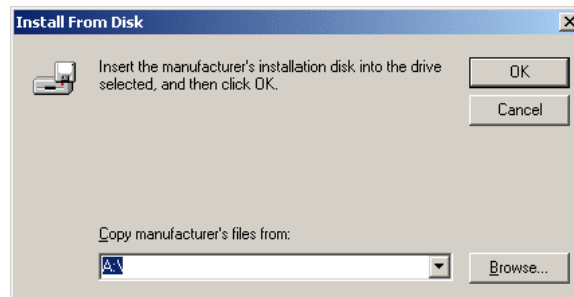 Install From Disk
Insert the manufacturer's installation disk into the drive
selected, and then click OK.
OK
Cancel
Copy manufacturer's files from:
A:\
Browse...